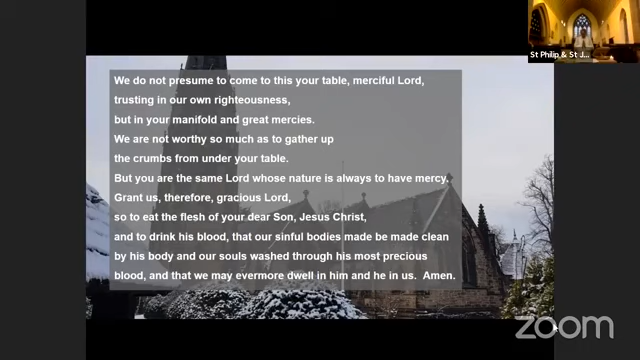 St Philip & St J...
We do not presume to come to this your table, merciful Lord,
trusting in our own righteousness,
but in your manifold and great mercies.
We are not worthy so much as to gather up
the crumbs from under your table.
But you are the same Lord whose nature is always to have mercy.
Grant us, therefore, gracious Lord,
so to eat the flesh of your dear Son, Jesus Christ,
and to drink his blood, that our sinful bodies made be made clean
by his body and our souls washed through his most precious
blood, and that we may evermore dwell in him and he in us.  Amen.
zoom